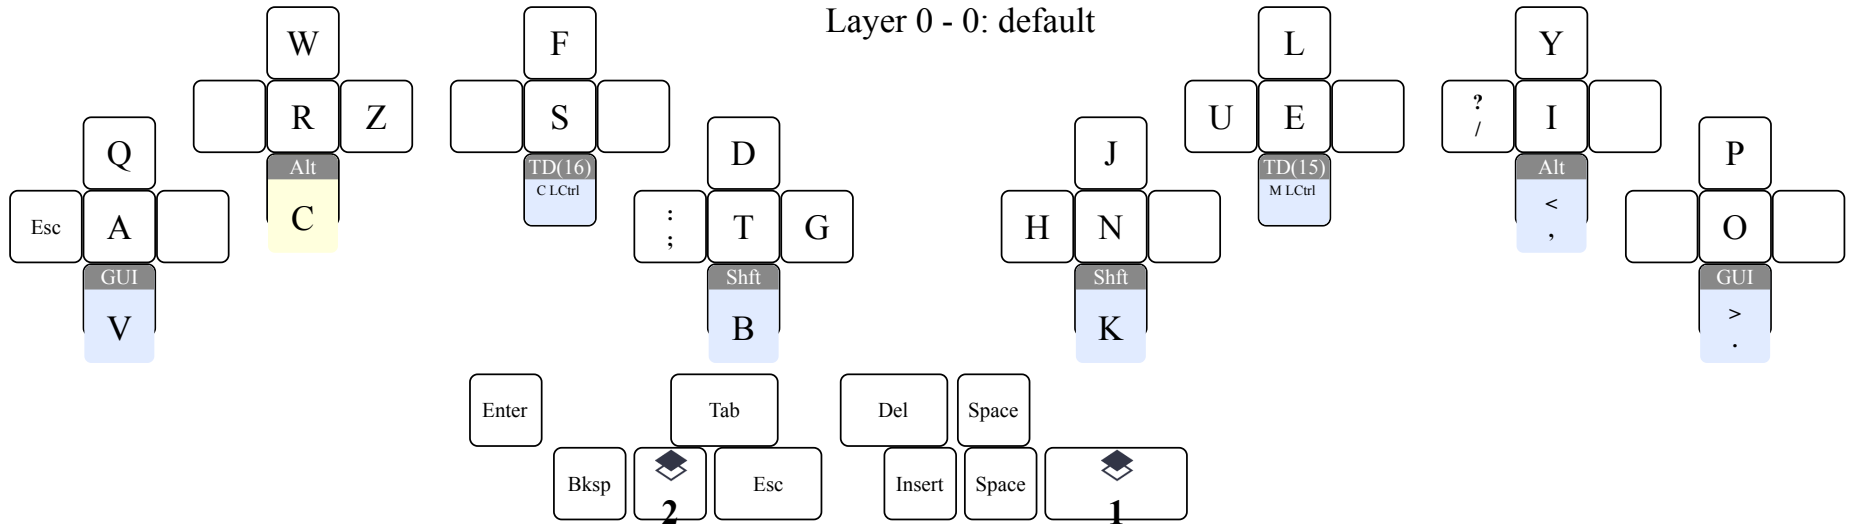 Layer 0 - 0: default
W
F
L
Y
R
Z
S
U
E
?
/
I
Q
D
J
P
Alt
C
TD(16)
C LCtrl
TD(15)
M LCtrl
Alt
<
,
Esc
A
:
;
T
G
H
N
O
GUI
V
Shft
B
Shft
K
GUI
>
.
Enter
Tab
Del
Space
Bksp
2
Esc
Insert
Space
1